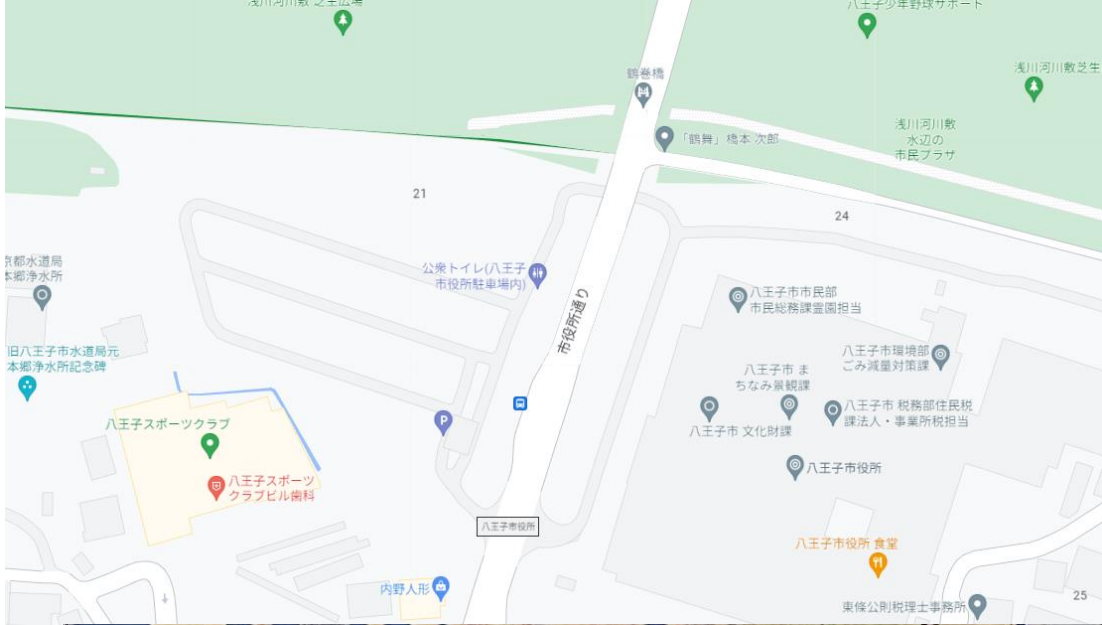 浅川河川敷 芝生広場
八王子少年野球サポート
鶴巻橋
浅川河川敷芝生
「鶴舞」橋本 次郎
浅川河川敷
水辺の
市民プラザ
21
24
京都水道局
本郷浄水所
公衆トイレ(八王子
市役所駐車場内)
市役所通り
八王子市市民部
市民総務課霊園担当
旧八王子市水道局元
本郷浄水所記念碑
八王子市環境部
ごみ減量対策課
八王子市 ま
ちなみ景観課
八王子市 文化財課
八王子市 税務部住民税
課法人・事業所税担当
P
八王子スポーツクラブ
八王子市役所
八王子スポーツ
クラブビル歯科
八王子市役所
八王子市役所 食堂
内野人形
東條公則税理士事務所
25